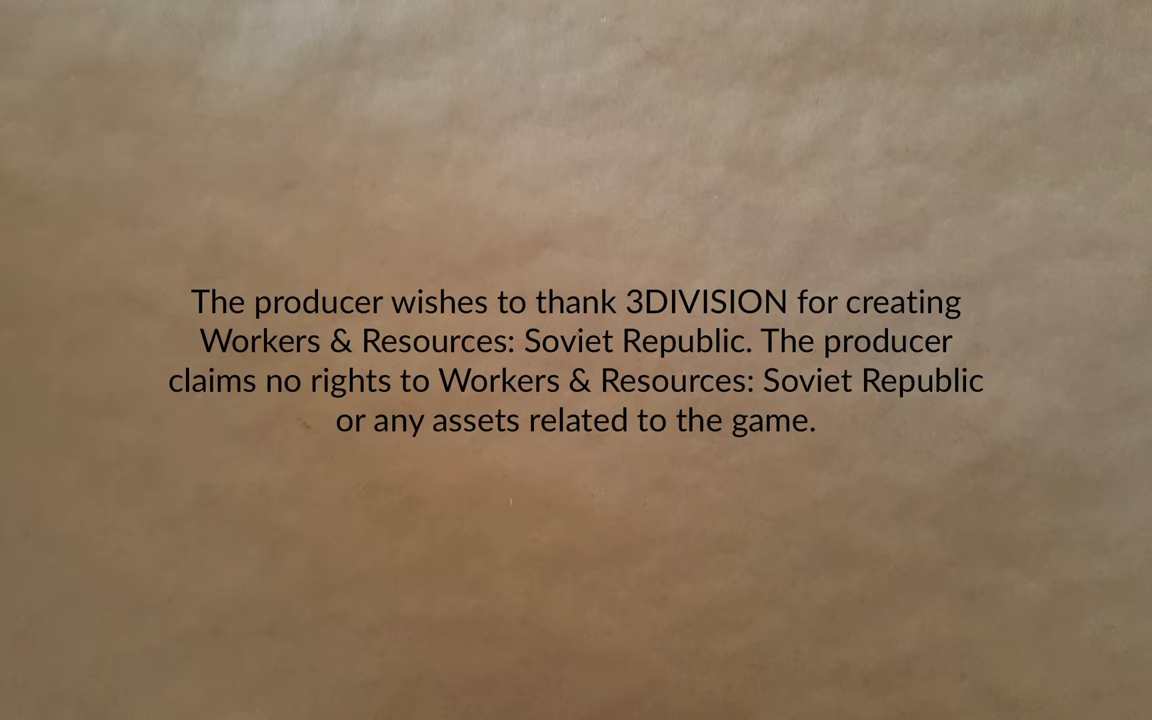 The producer wishes to thank 3DIVISION for creating
Workers & Resources: Soviet Republic. The producer
claims no rights to Workers & Resources: Soviet Republic
or any assets related to the game.